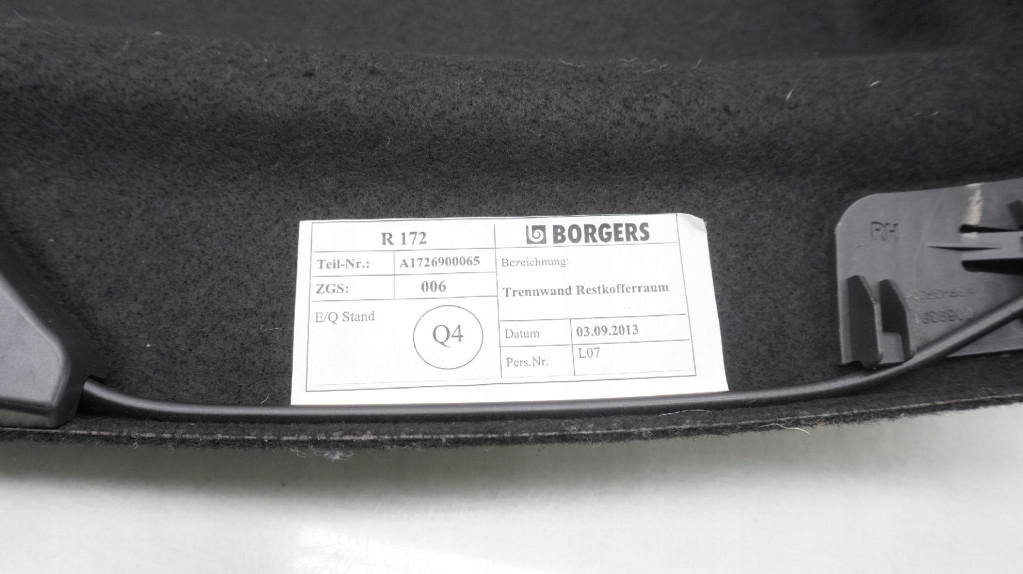 R 172
BORGERS
Teil-Nr.: A1726900065
Bezeichnung:
ZGS: 006
Trennwand Restkofferraum
E/Q Stand
Q4
Datum 03.09.2013
Pers.Nr. L07
RH